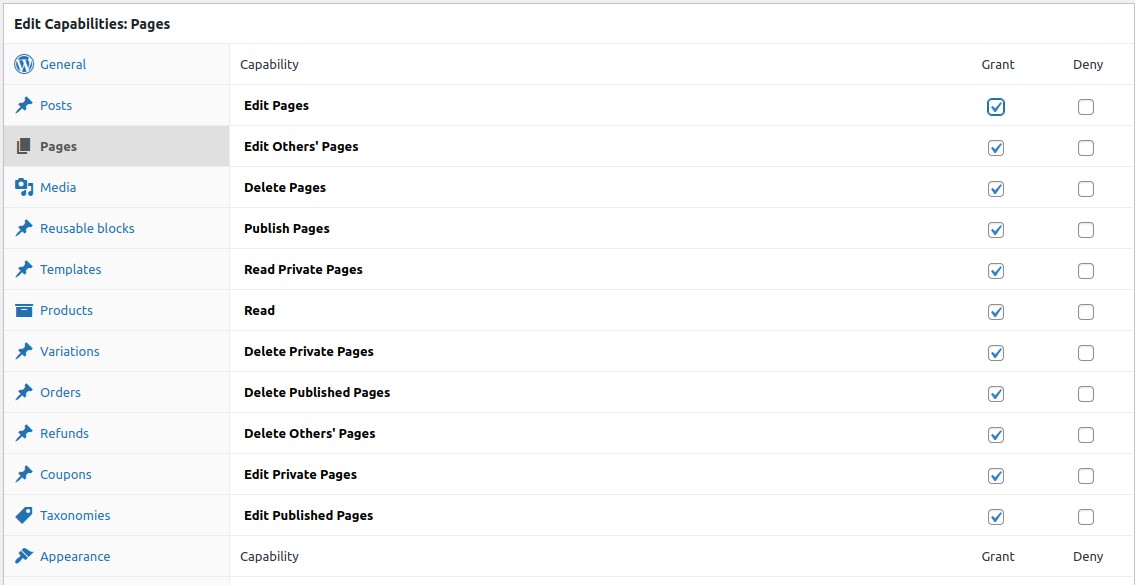 Edit Capabilities: Pages
General Capability Grant Deny
Posts Edit Pages
Pages Edit Others' Pages
Media Delete Pages
Reusable blocks Publish Pages
Templates Read Private Pages
Products Read
Variations Delete Private Pages
Orders Delete Published Pages
Refunds Delete Others' Pages
Coupons Edit Private Pages
Taxonomies Edit Published Pages
Appearance Capability Grant Deny